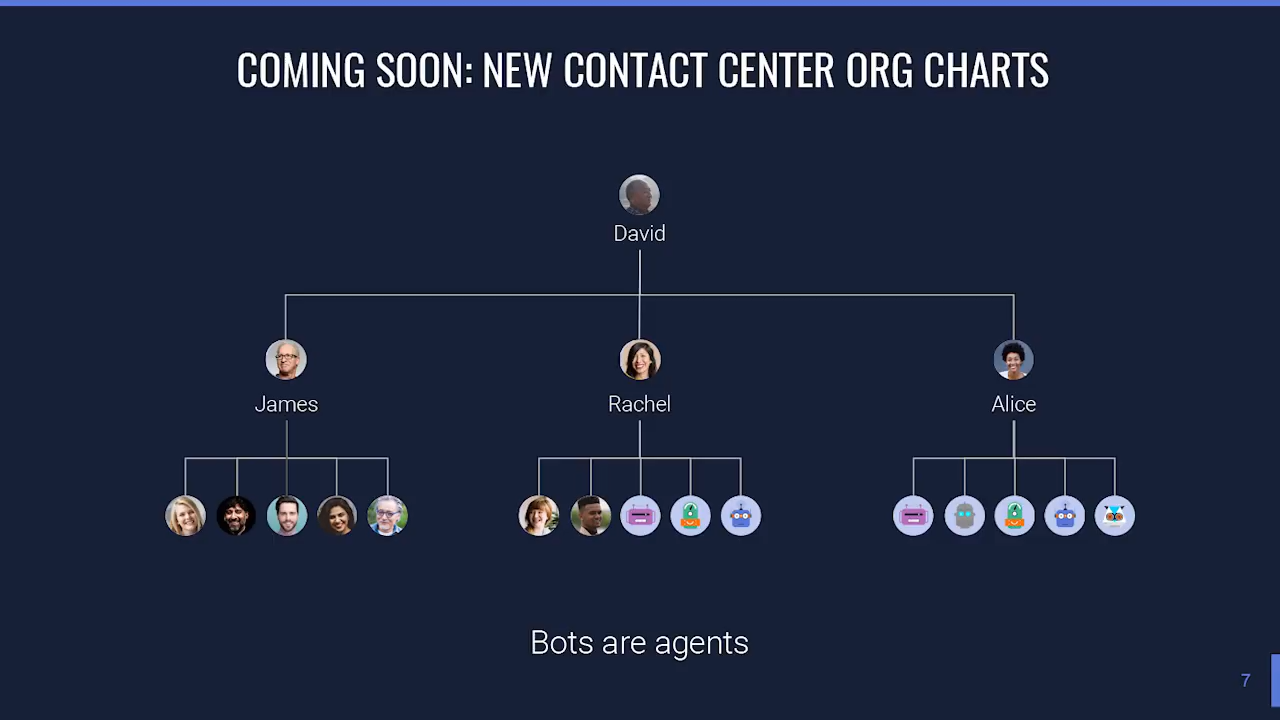 COMING SOON: NEW CONTACT CENTER ORG CHARTS
David
James
Rachel
Alice
Bots are agents
7